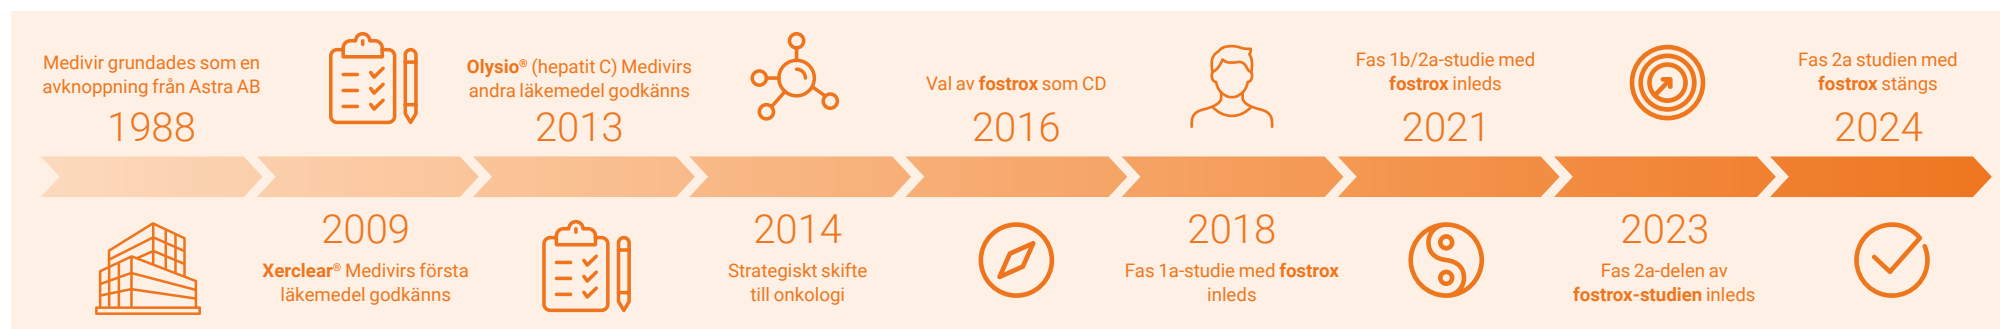 Medivir grundades som en
avknoppning från Astra AB
1988
2009
Xerclear® Medivirs första
läkemedel godkänns
Olysio® (hepatit C) Medivirs
andra läkemedel godkänns
2013
2014
Strategiskt skifte
till onkologi
Val av fostrox som CD
2016
2018
Fas 1a-studie med fostrox
inleds
Fas 1b/2a-studie med
fostrox inleds
2021
2023
Fas 2a-delen av
fostrox-studien inleds
Fas 2a studien med
fostrox stängs
2024